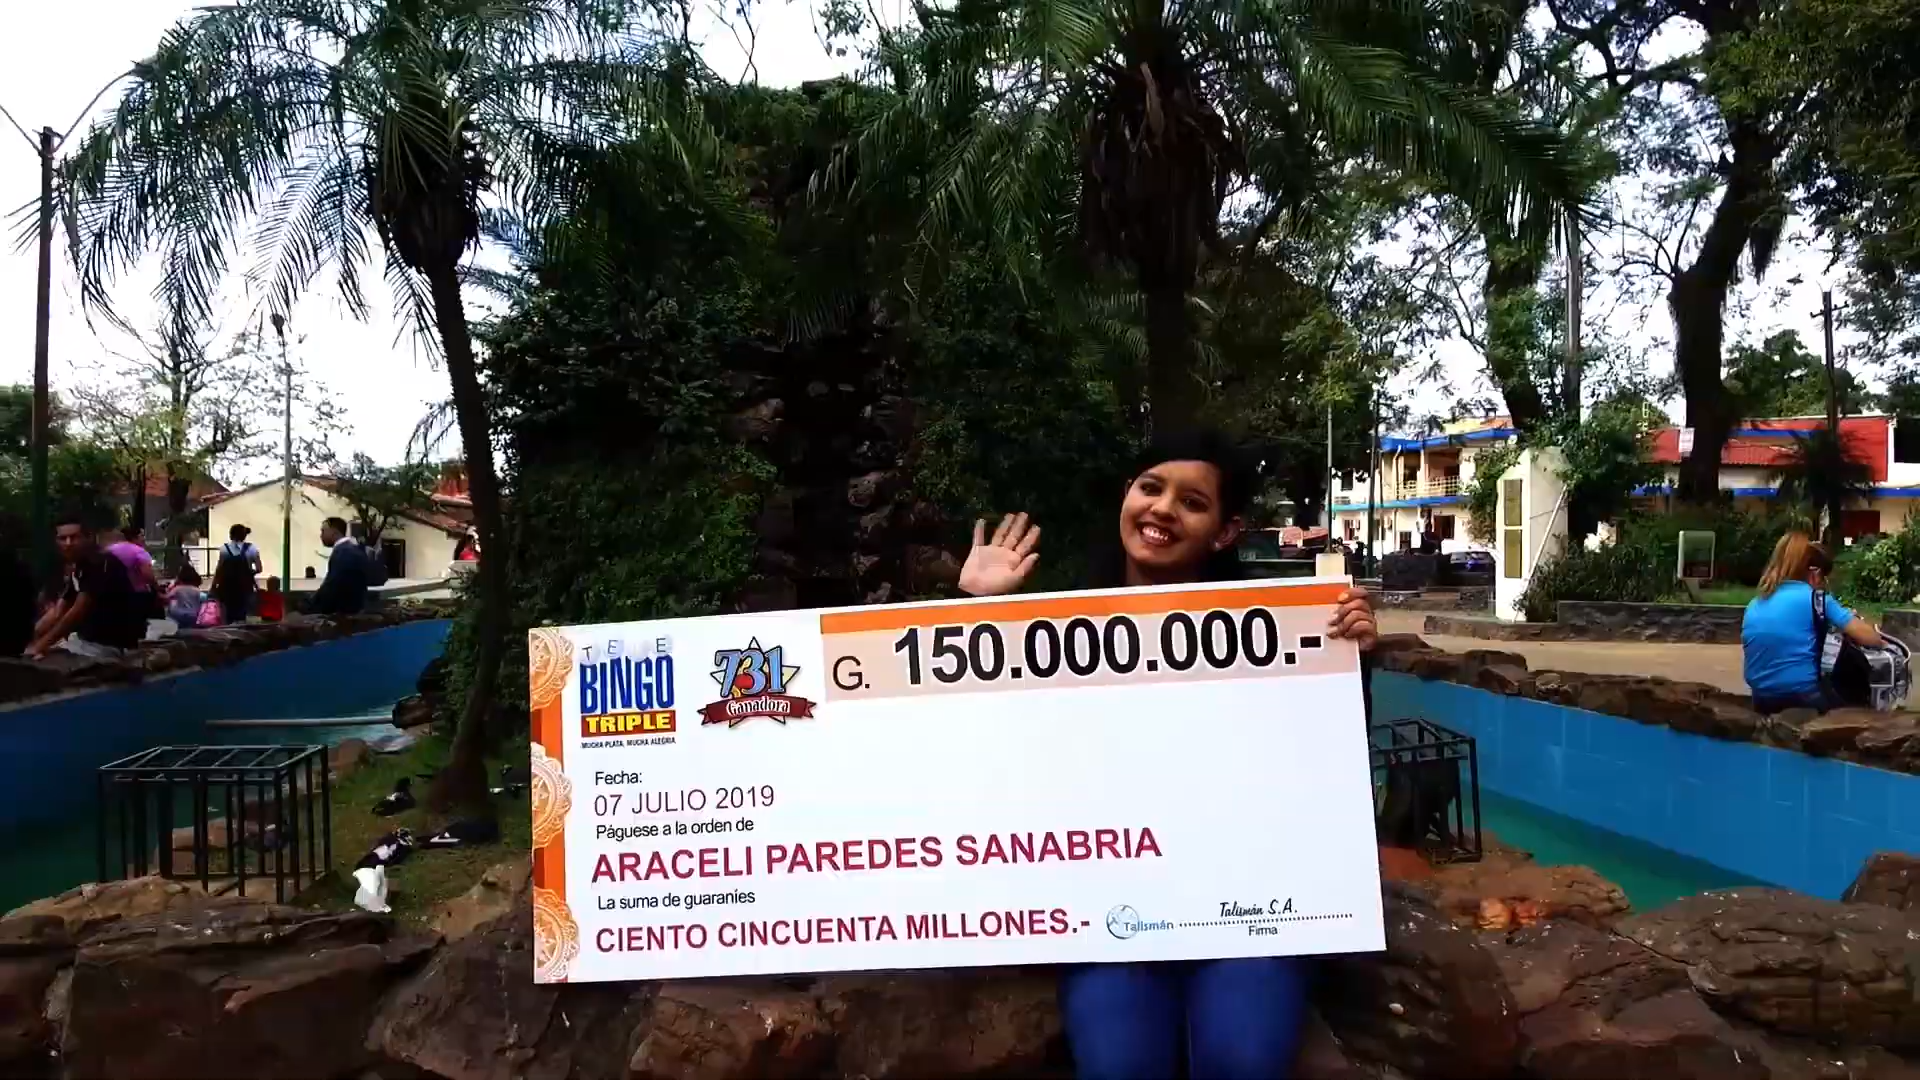 TELE
BINGO
TRIPLE
MUCHA PLATA, MUCHA ALEGRIA
731
Ganadora
G. 150.000.000.-
Fecha:
07 JULIO 2019
Páguese a la orden de
ARACELI PAREDES SANABRIA
La suma de guaraníes
CIENTO CINCUENTA MILLONES.-
Talismán
Talismán S.A.
Firma